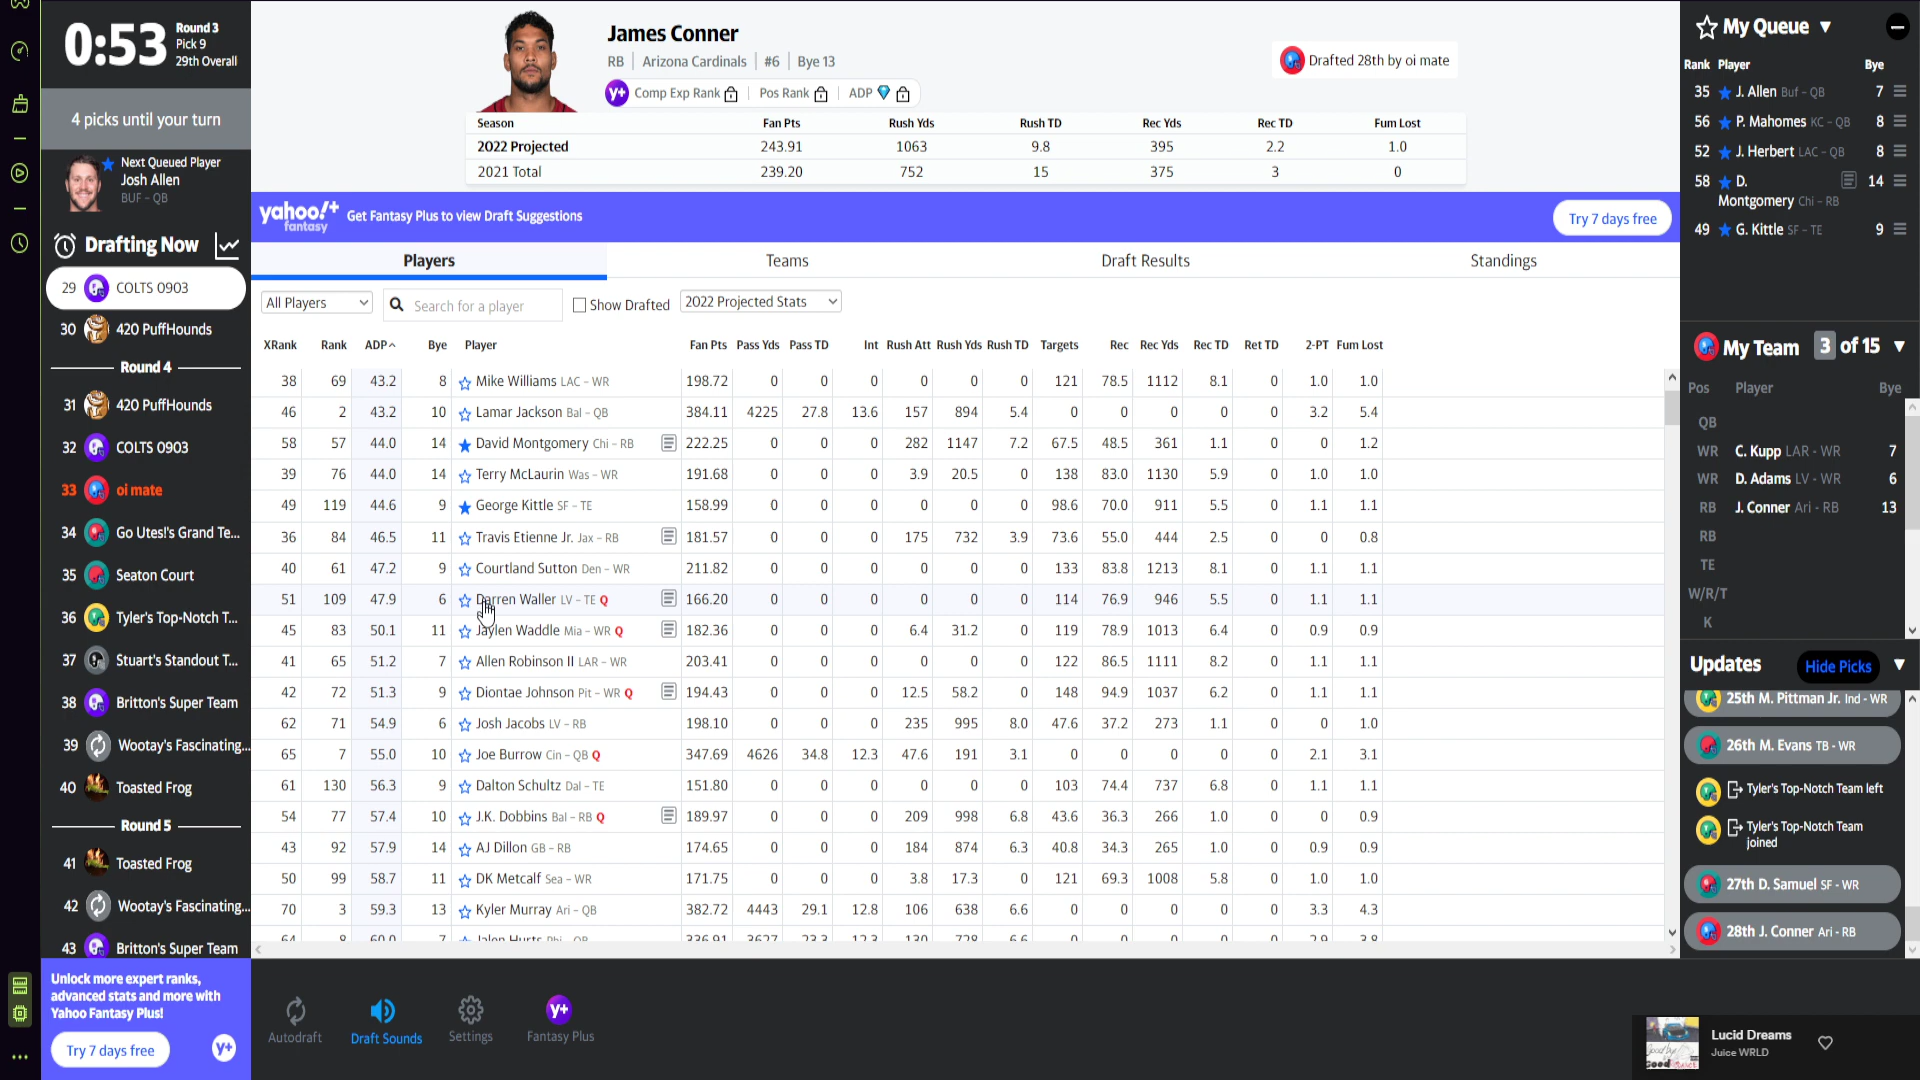 0:53
Round 3
Pick 9
29th Overall
4 picks until your turn
Next Queued Player
Josh Allen
BUF - QB
Drafting Now
29 COLTS 0903
30 420 PuffHounds
Round 4
31 420 PuffHounds
32 COLTS 0903
33 oi mate
34 Go Utes!'s Grand Te...
35 Seaton Court
36 Tyler's Top-Notch T...
37 Stuart's Standout T...
38 Britton's Super Team
39 Wootay's Fascinating...
40 Toasted Frog
Round 5
41 Toasted Frog
42 Wootay's Fascinating...
43 Britton's Super Team
Unlock more expert ranks,
advanced stats and more with
Yahoo Fantasy Plus!
Try 7 days free y+
James Conner
RB | Arizona Cardinals | #6 | Bye 13
y+ Comp Exp Rank | Pos Rank | ADP
Drafted 28th by oi mate
Season Fan Pts Rush Yds Rush TD Rec Yds Rec TD Fum Lost
2022 Projected 243.91 1063 9.8 395 2.2 1.0
2021 Total 239.20 752 15 375 3 0
yahoo!+
fantasy
Get Fantasy Plus to view Draft Suggestions
Try 7 days free
Players Teams Draft Results Standings
All Players Search for a player Show Drafted 2022 Projected Stats
XRank Rank ADP Bye Player Fan Pts Pass Yds Pass TD Int Rush Att Rush Yds Rush TD Targets Rec Rec Yds Rec TD Ret TD 2-PT Fum Lost
38 69 43.2 8 Mike Williams LAC - WR 198.72 0 0 0 0 0 0 121 78.5 1112 8.1 0 1.0 1.0
46 2 43.2 10 Lamar Jackson Bal - QB 384.11 4225 27.8 13.6 157 894 5.4 0 0 0 0 0 3.2 5.4
58 57 44.0 14 David Montgomery Chi - RB 222.25 0 0 0 282 1147 7.2 67.5 48.5 361 1.1 0 0 1.2
39 76 44.0 14 Terry McLaurin Was - WR 191.68 0 0 0 3.9 20.5 0 138 83.0 1130 5.9 0 1.0 1.0
49 119 44.6 9 George Kittle SF - TE 158.99 0 0 0 0 0 0 98.6 70.0 911 5.5 0 1.1 1.1
36 84 46.5 11 Travis Etienne Jr. Jax - RB 181.57 0 0 0 175 732 3.9 73.6 55.0 444 2.5 0 0 0.8
40 61 47.2 9 Courtland Sutton Den - WR 211.82 0 0 0 0 0 0 133 83.8 1213 8.1 0 1.1 1.1
51 109 47.9 6 Darren Waller LV - TE Q 166.20 0 0 0 0 0 0 114 76.9 946 5.5 0 1.1 1.1
45 83 50.1 11 Jaylen Waddle Mia - WR Q 182.36 0 0 0 6.4 31.2 0 119 78.9 1013 6.4 0 0.9 0.9
41 65 51.2 7 Allen Robinson II LAR - WR 203.41 0 0 0 0 0 0 122 86.5 1111 8.2 0 1.1 1.1
42 72 51.3 9 Diontae Johnson Pit - WR Q 194.43 0 0 0 12.5 58.2 0 148 94.9 1037 6.2 0 1.1 1.1
62 71 54.9 6 Josh Jacobs LV - RB 198.10 0 0 0 235 995 8.0 47.6 37.2 273 1.1 0 0 1.0
65 7 55.0 10 Joe Burrow Cin - QB Q 347.69 4626 34.8 12.3 47.6 191 3.1 0 0 0 0 0 2.1 3.1
61 130 56.3 9 Dalton Schultz Dal - TE 151.80 0 0 0 0 0 0 103 74.4 737 6.8 0 1.1 1.1
54 77 57.4 10 J.K. Dobbins Bal - RB Q 189.97 0 0 0 209 998 6.8 43.6 36.3 266 1.0 0 0 0.9
43 92 57.9 14 AJ Dillon GB - RB 174.65 0 0 0 184 874 6.3 40.8 34.3 265 1.0 0 0.9 0.9
50 99 58.7 11 DK Metcalf Sea - WR 171.75 0 0 0 3.8 17.3 0 121 69.3 1008 5.8 0 1.0 1.0
70 3 59.3 13 Kyler Murray Ari - QB 382.72 4443 29.1 12.8 106 638 6.6 0 0 0 0 0 3.3 4.3
64 8 60.0 7 Jalen Hurts Phi - QB 336.91 3627 23.3 12.3 130 728 6.6 0 0 0 0 0 2.9 3.8
Autodraft Draft Sounds Settings y+ Fantasy Plus
My Queue
Rank Player Bye
35 J. Allen Buf - QB 7
56 P. Mahomes KC - QB 8
52 J. Herbert LAC - QB 8
58 D. 14
Montgomery Chi - RB
49 G. Kittle SF - TE 9
My Team 3 of 15
Pos Player Bye
QB
WR C. Kupp LAR - WR 7
WR D. Adams LV - WR 6
RB J. Conner Ari - RB 13
RB
TE
W/R/T
K
Updates Hide Picks
25th M. Pittman Jr. Ind - WR
26th M. Evans TB - WR
Tyler's Top-Notch Team left
Tyler's Top-Notch Team
joined
27th D. Samuel SF - WR
28th J. Conner Ari - RB
Lucid Dreams
Juice WRLD